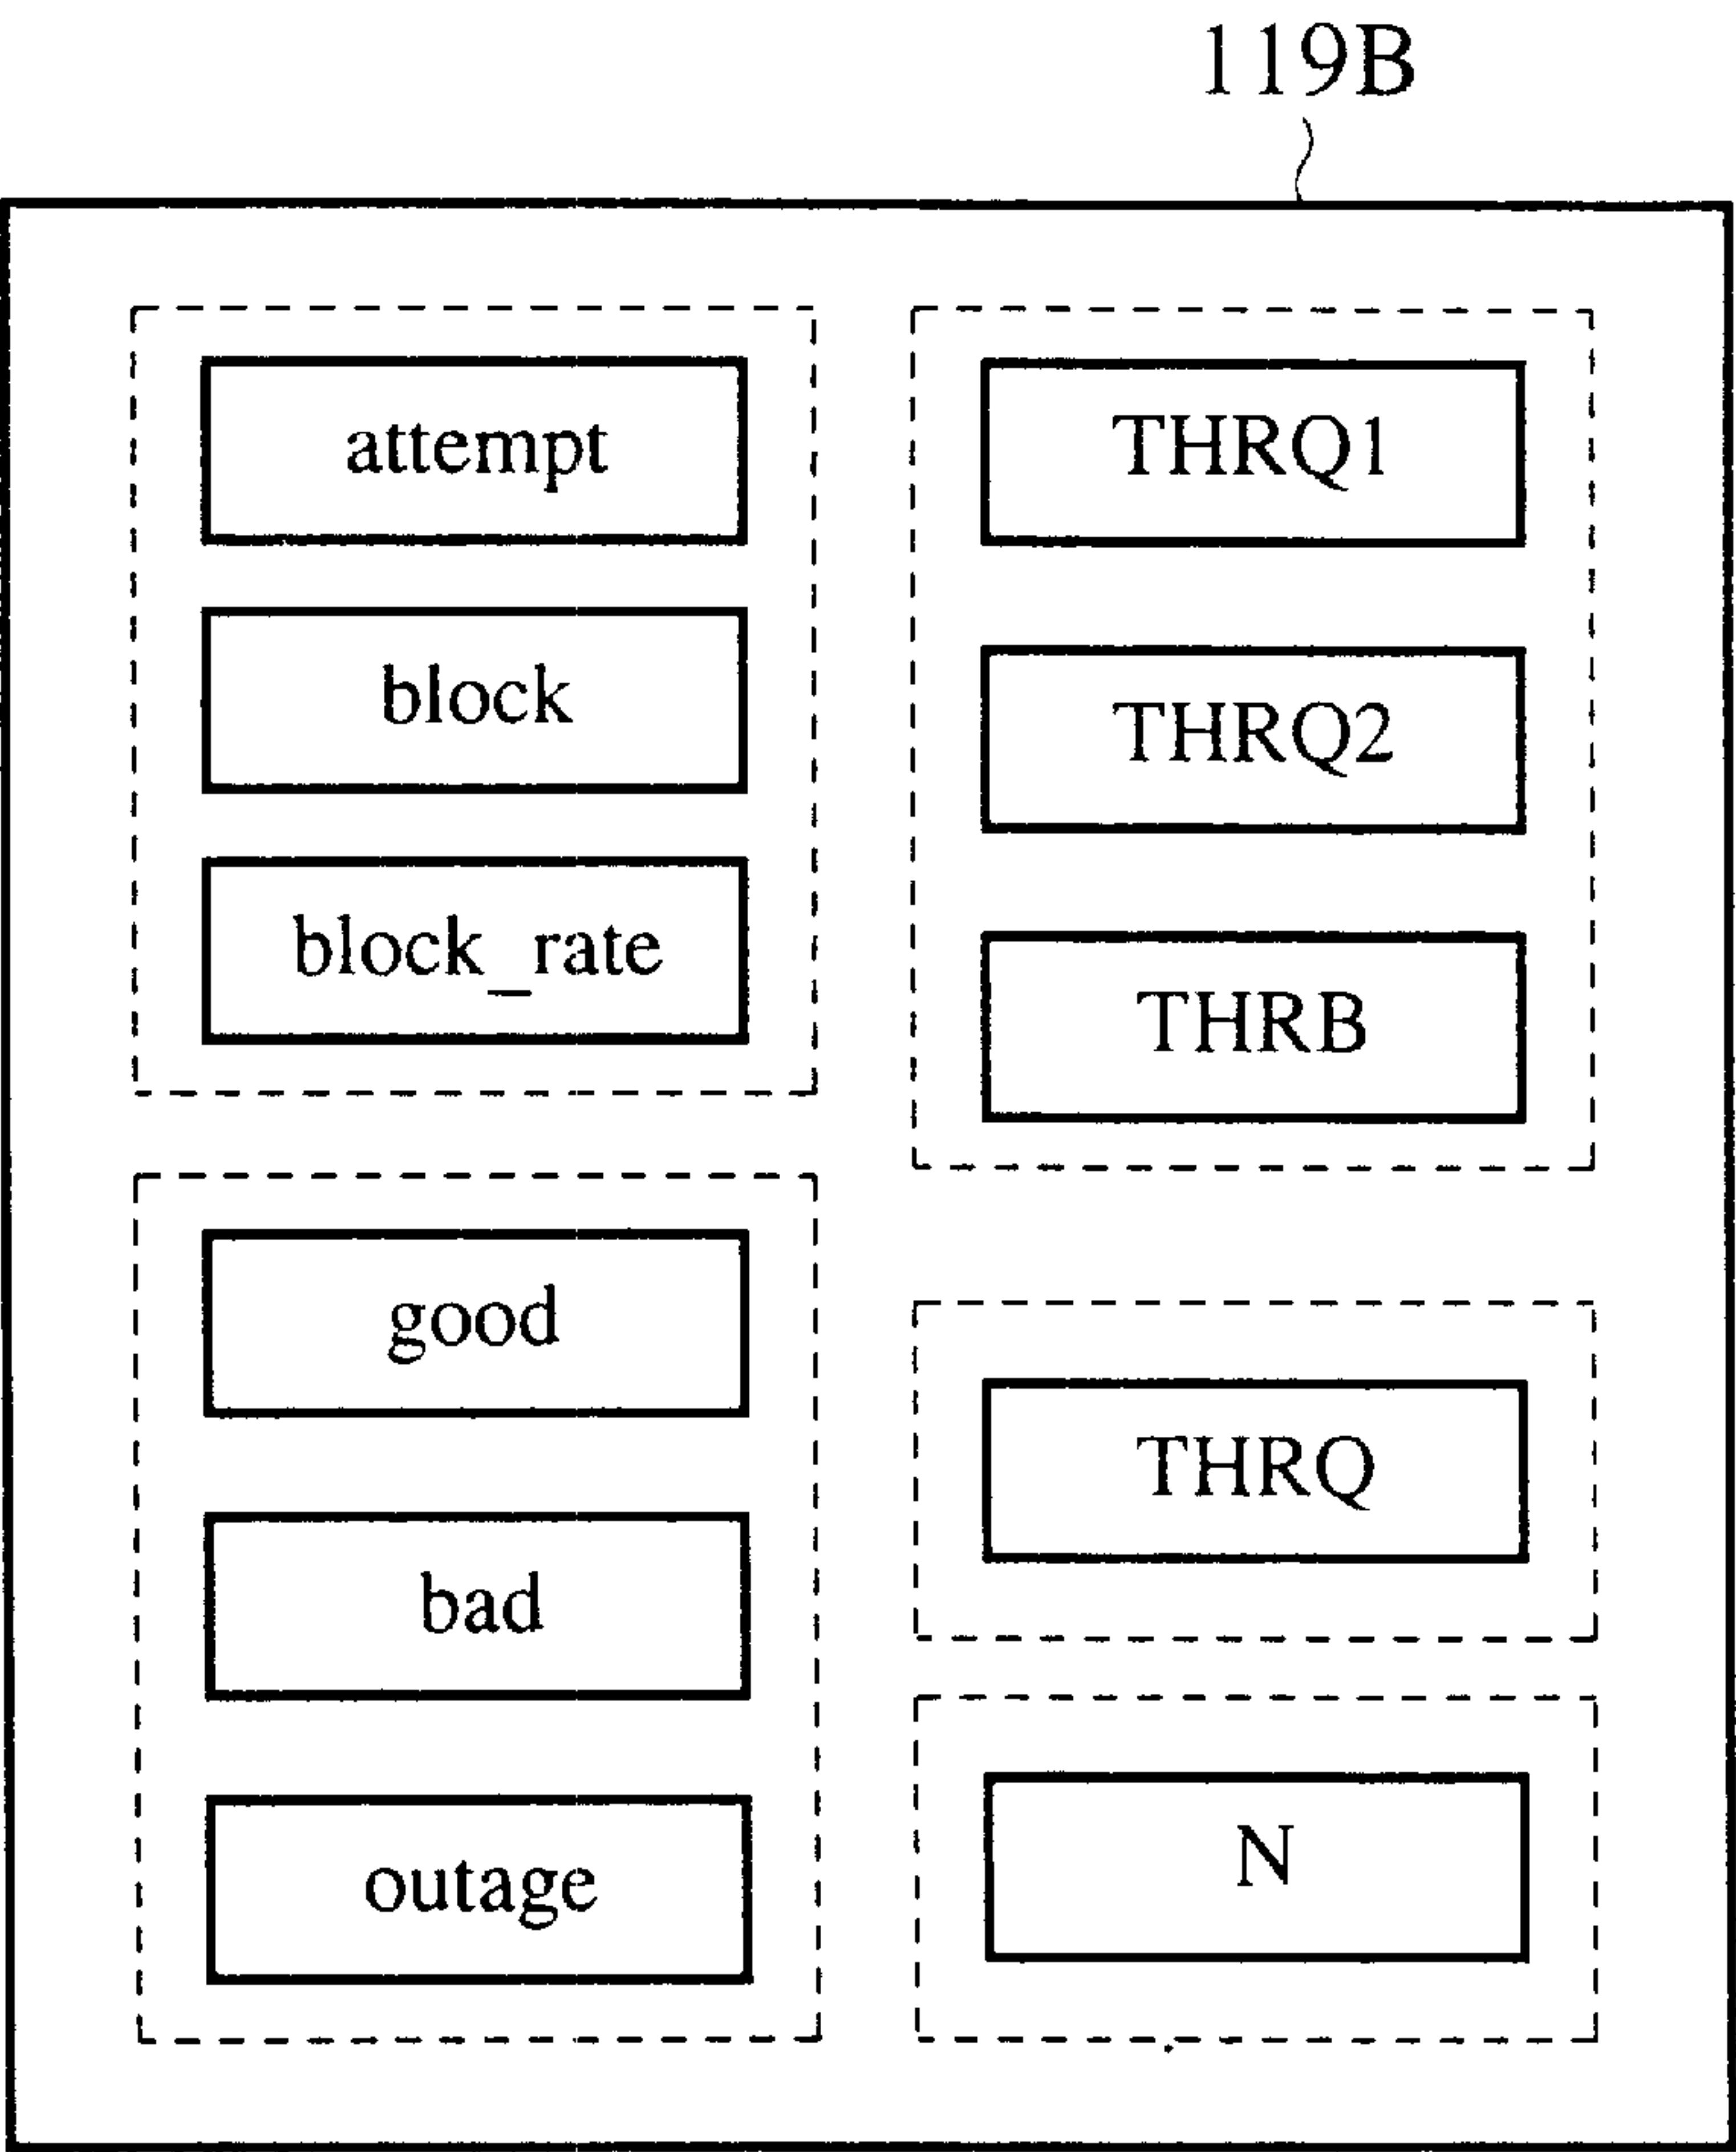 119B
attempt
block
block_rate
good
bad
outage
THRQ1
THRQ2
THRB
THRQ
N